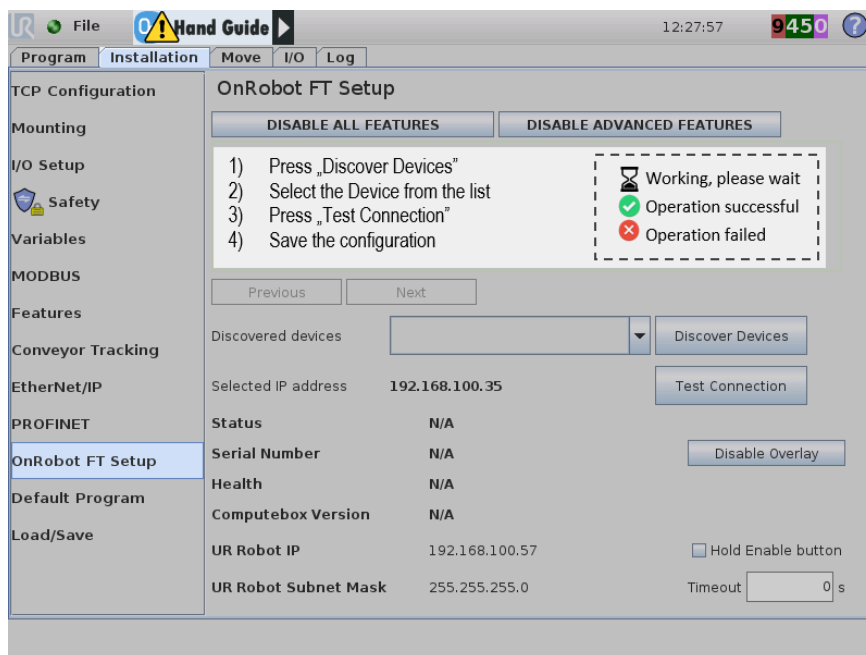 File
Hand Guide
12:27:57
9450
?
Program Installation Move I/O Log
TCP Configuration
Mounting
I/O Setup
Safety
Variables
MODBUS
Features
Conveyor Tracking
EtherNet/IP
PROFINET
OnRobot FT Setup
Default Program
Load/Save
OnRobot FT Setup
DISABLE ALL FEATURES
DISABLE ADVANCED FEATURES
1) Press „Discover Devices”
2) Select the Device from the list
3) Press „Test Connection”
4) Save the configuration
Working, please wait
Operation successful
Operation failed
Previous
Next
Discovered devices
Discover Devices
Selected IP address 192.168.100.35
Test Connection
Status N/A
Serial Number N/A
Disable Overlay
Health N/A
Computebox Version N/A
UR Robot IP 192.168.100.57
Hold Enable button
UR Robot Subnet Mask 255.255.255.0
Timeout 0 s